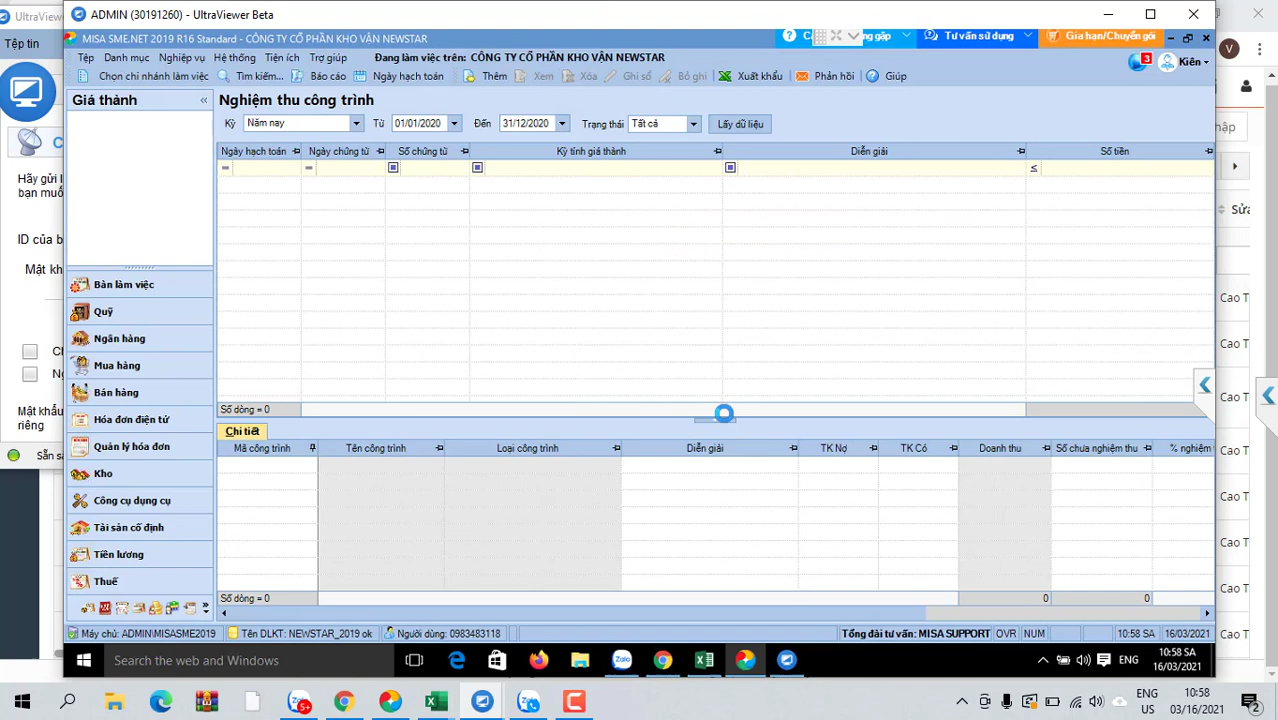 UltraViewer
ADMIN (30191260) - UltraViewer Beta
MISA SME.NET 2019 R16 Standard - CÔNG TY CỔ PHẦN KHO VẬN NEWSTAR
gặp
Tư vấn sử dụng
Gia hạn/Chuyển gói
Tệp tin
Tệp Danh mục Nghiệp vụ Hệ thống Tiện ích Trợ giúp
Đang làm việc trên: CÔNG TY CỔ PHẦN KHO VẬN NEWSTAR
3
Kiên
V
Chọn chi nhánh làm việc Tìm kiếm... Báo cáo Ngày hạch toán Thêm Xem Xóa Ghi sổ Bỏ ghi Xuất khẩu Phản hồi Giúp
Giá thành
Nghiệm thu công trình
Kỳ Năm nay Từ 01/01/2020 Đến 31/12/2020 Trạng thái Tất cả Lấy dữ liệu
Ngày hạch toán Ngày chứng từ Số chứng từ Kỳ tính giá thành Diễn giải Số tiền
= = ≤
Hãy gửi
bạn muố
ID của b
Mật kh
Mật khẩu
riêng
Sẵn
Bàn làm việc
Quỹ
Ngân hàng
Mua hàng
Bán hàng
Hóa đơn điện tử
Quản lý hóa đơn
Kho
Công cụ dụng cụ
Tài sản cố định
Tiền lương
Thuế
Số dòng = 0
Chi tiết
Mã công trình Tên công trình Loại công trình Diễn giải TK Nợ TK Có Doanh thu Số chưa nghiệm thu % nghiệm
Số dòng = 0 0 0
nhập
Sửa
Cao T
Cao T
Cao T
Cao T
Cao T
Cao T
Cao T
Cao T
Máy chủ: ADMIN\MISASME2019 Tên DLKT: NEWSTAR_2019 ok Người dùng: 0983483118 Tổng đài tư vấn: MISA SUPPORT OVR NUM 10:58 SA 16/03/2021
Search the web and Windows
ENG
10:58 SA
16/03/2021
5+
ENG
US
10:58
03/16/2021
2